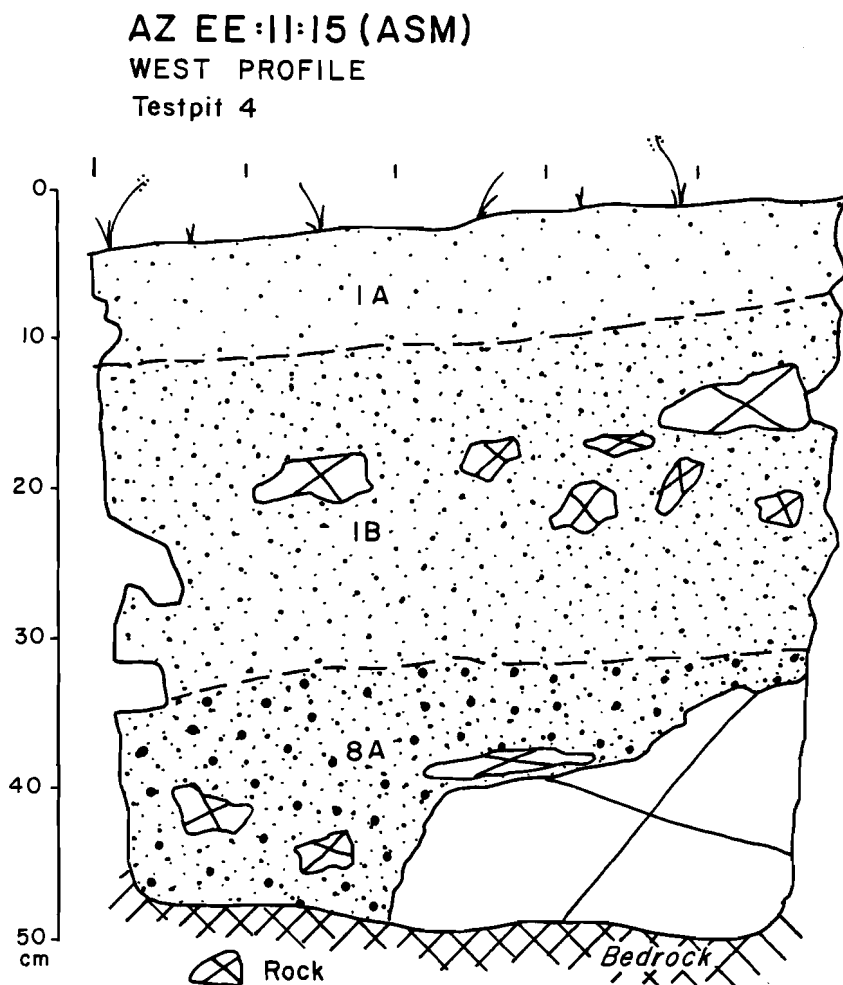 AZ EE:11:15 (ASM)
WEST PROFILE
Testpit 4
0
10
20
30
40
50
cm
1A
1B
8A
Rock
Bedrock